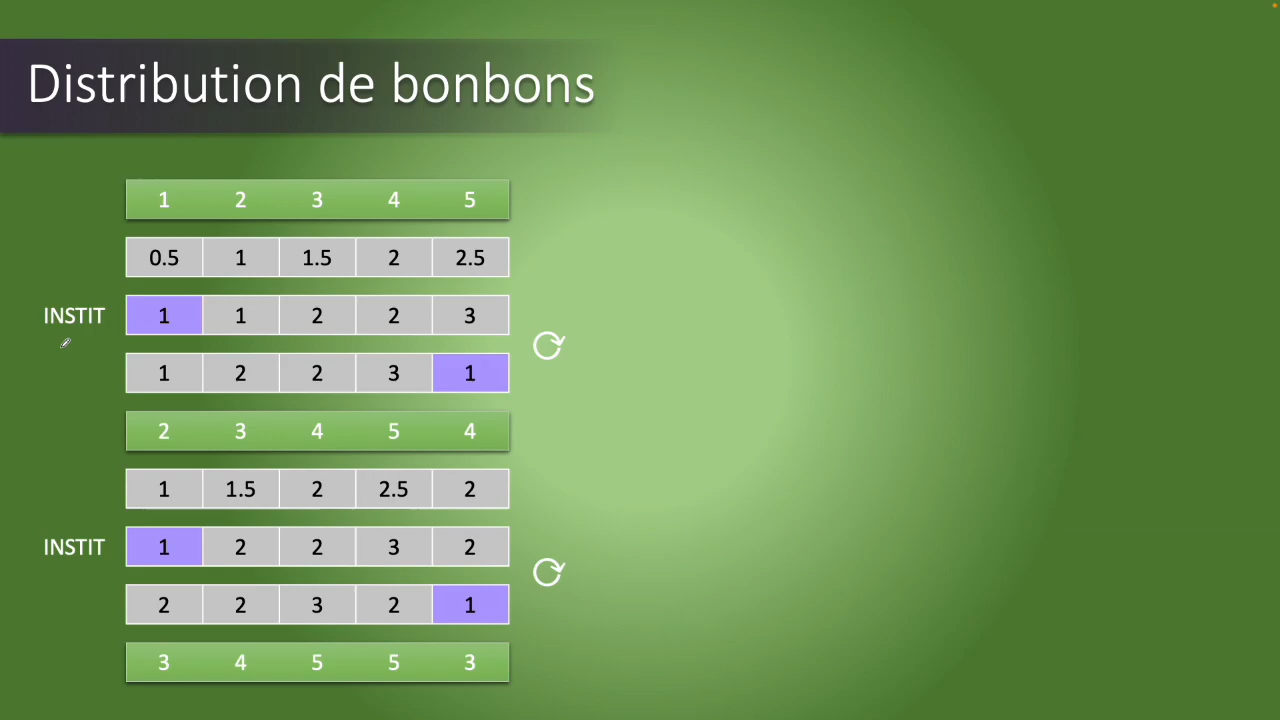 Distribution de bonbons
1 2 3 4 5
0.5 1 1.5 2 2.5
INSTIT 1 1 2 2 3
1 2 2 3 1
2 3 4 5 4
1 1.5 2 2.5 2
INSTIT 1 2 2 3 2
2 2 3 2 1
3 4 5 5 3